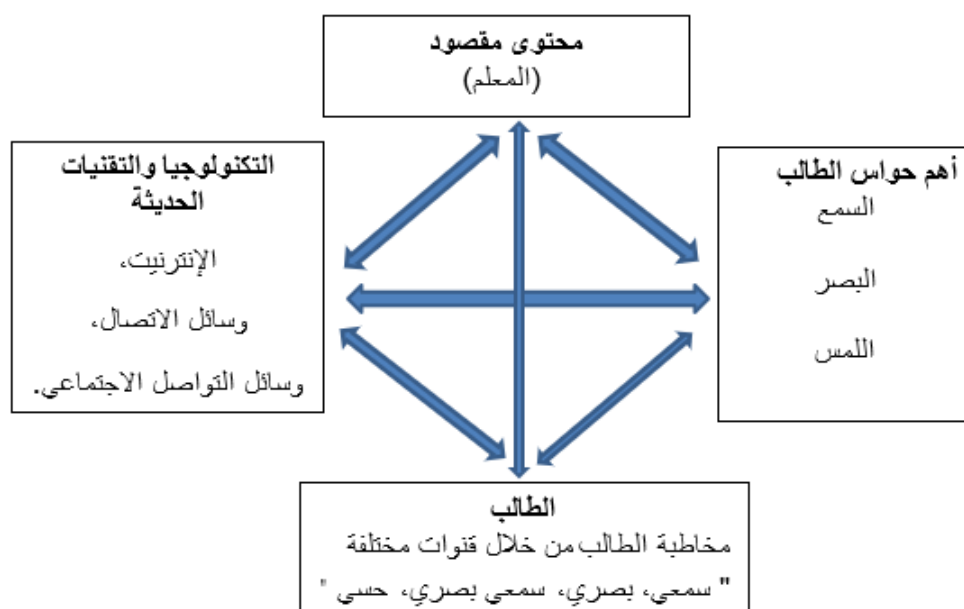 محتوى مقصود
(المعلم)
أهم حواس الطالب
السمع
البصر
اللمس
التكنولوجيا والتقنيات
الحديثة
الإنترنيت،
وسائل الاتصال،
وسائل التواصل الاجتماعي.
الطالب
مخاطبة الطالب من خلال قنوات مختلفة
" سمعي، بصري، سمعي بصري، حسي "